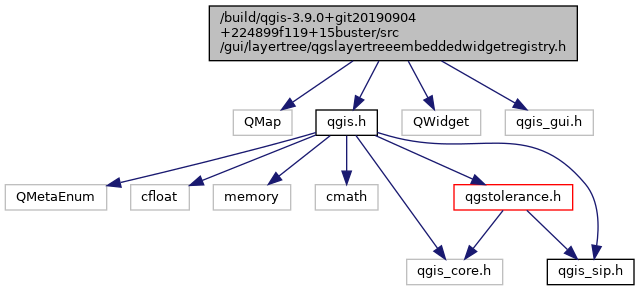 /build/qgis-3.9.0+git20190904
+224899f119+15buster/src
/gui/layertree/qgslayertreeembeddedwidgetregistry.h
QMap
qgis.h
QWidget
qgis_gui.h
QMetaEnum
cfloat
memory
cmath
qgstolerance.h
qgis_core.h
qgis_sip.h